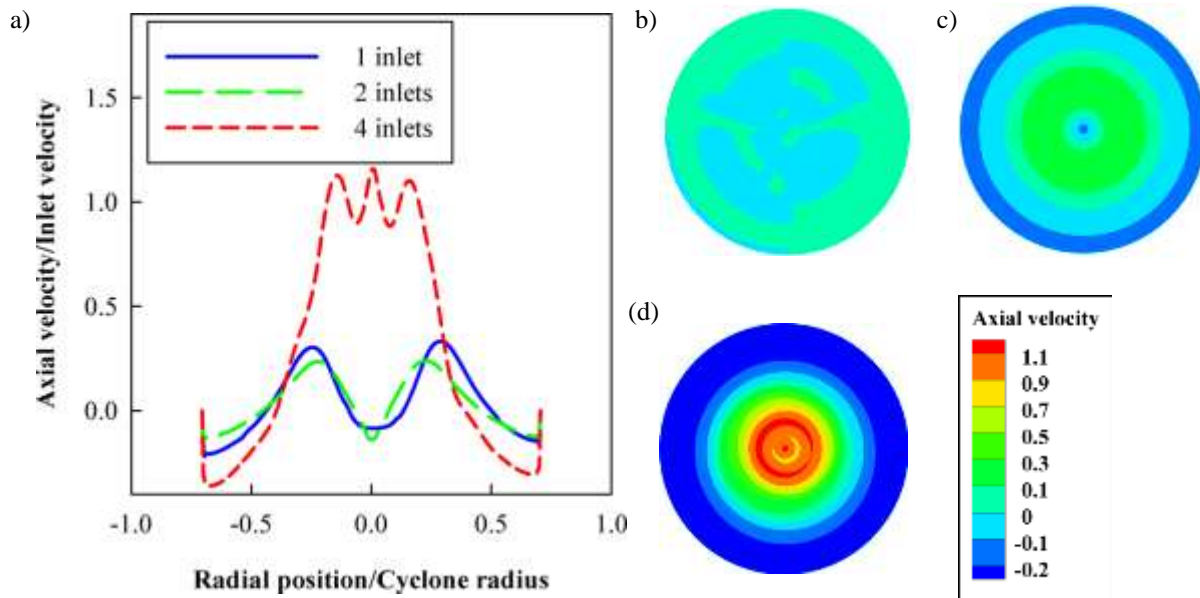 a)
1 inlet
2 inlets
4 inlets
Axial velocity/Inlet velocity
1.5
1.0
0.5
0.0
-1.0 -0.5 0.0 0.5 1.0
Radial position/Cyclone radius
b)
c)
(d)
Axial velocity
1.1
0.9
0.7
0.5
0.3
0.1
0
-0.1
-0.2